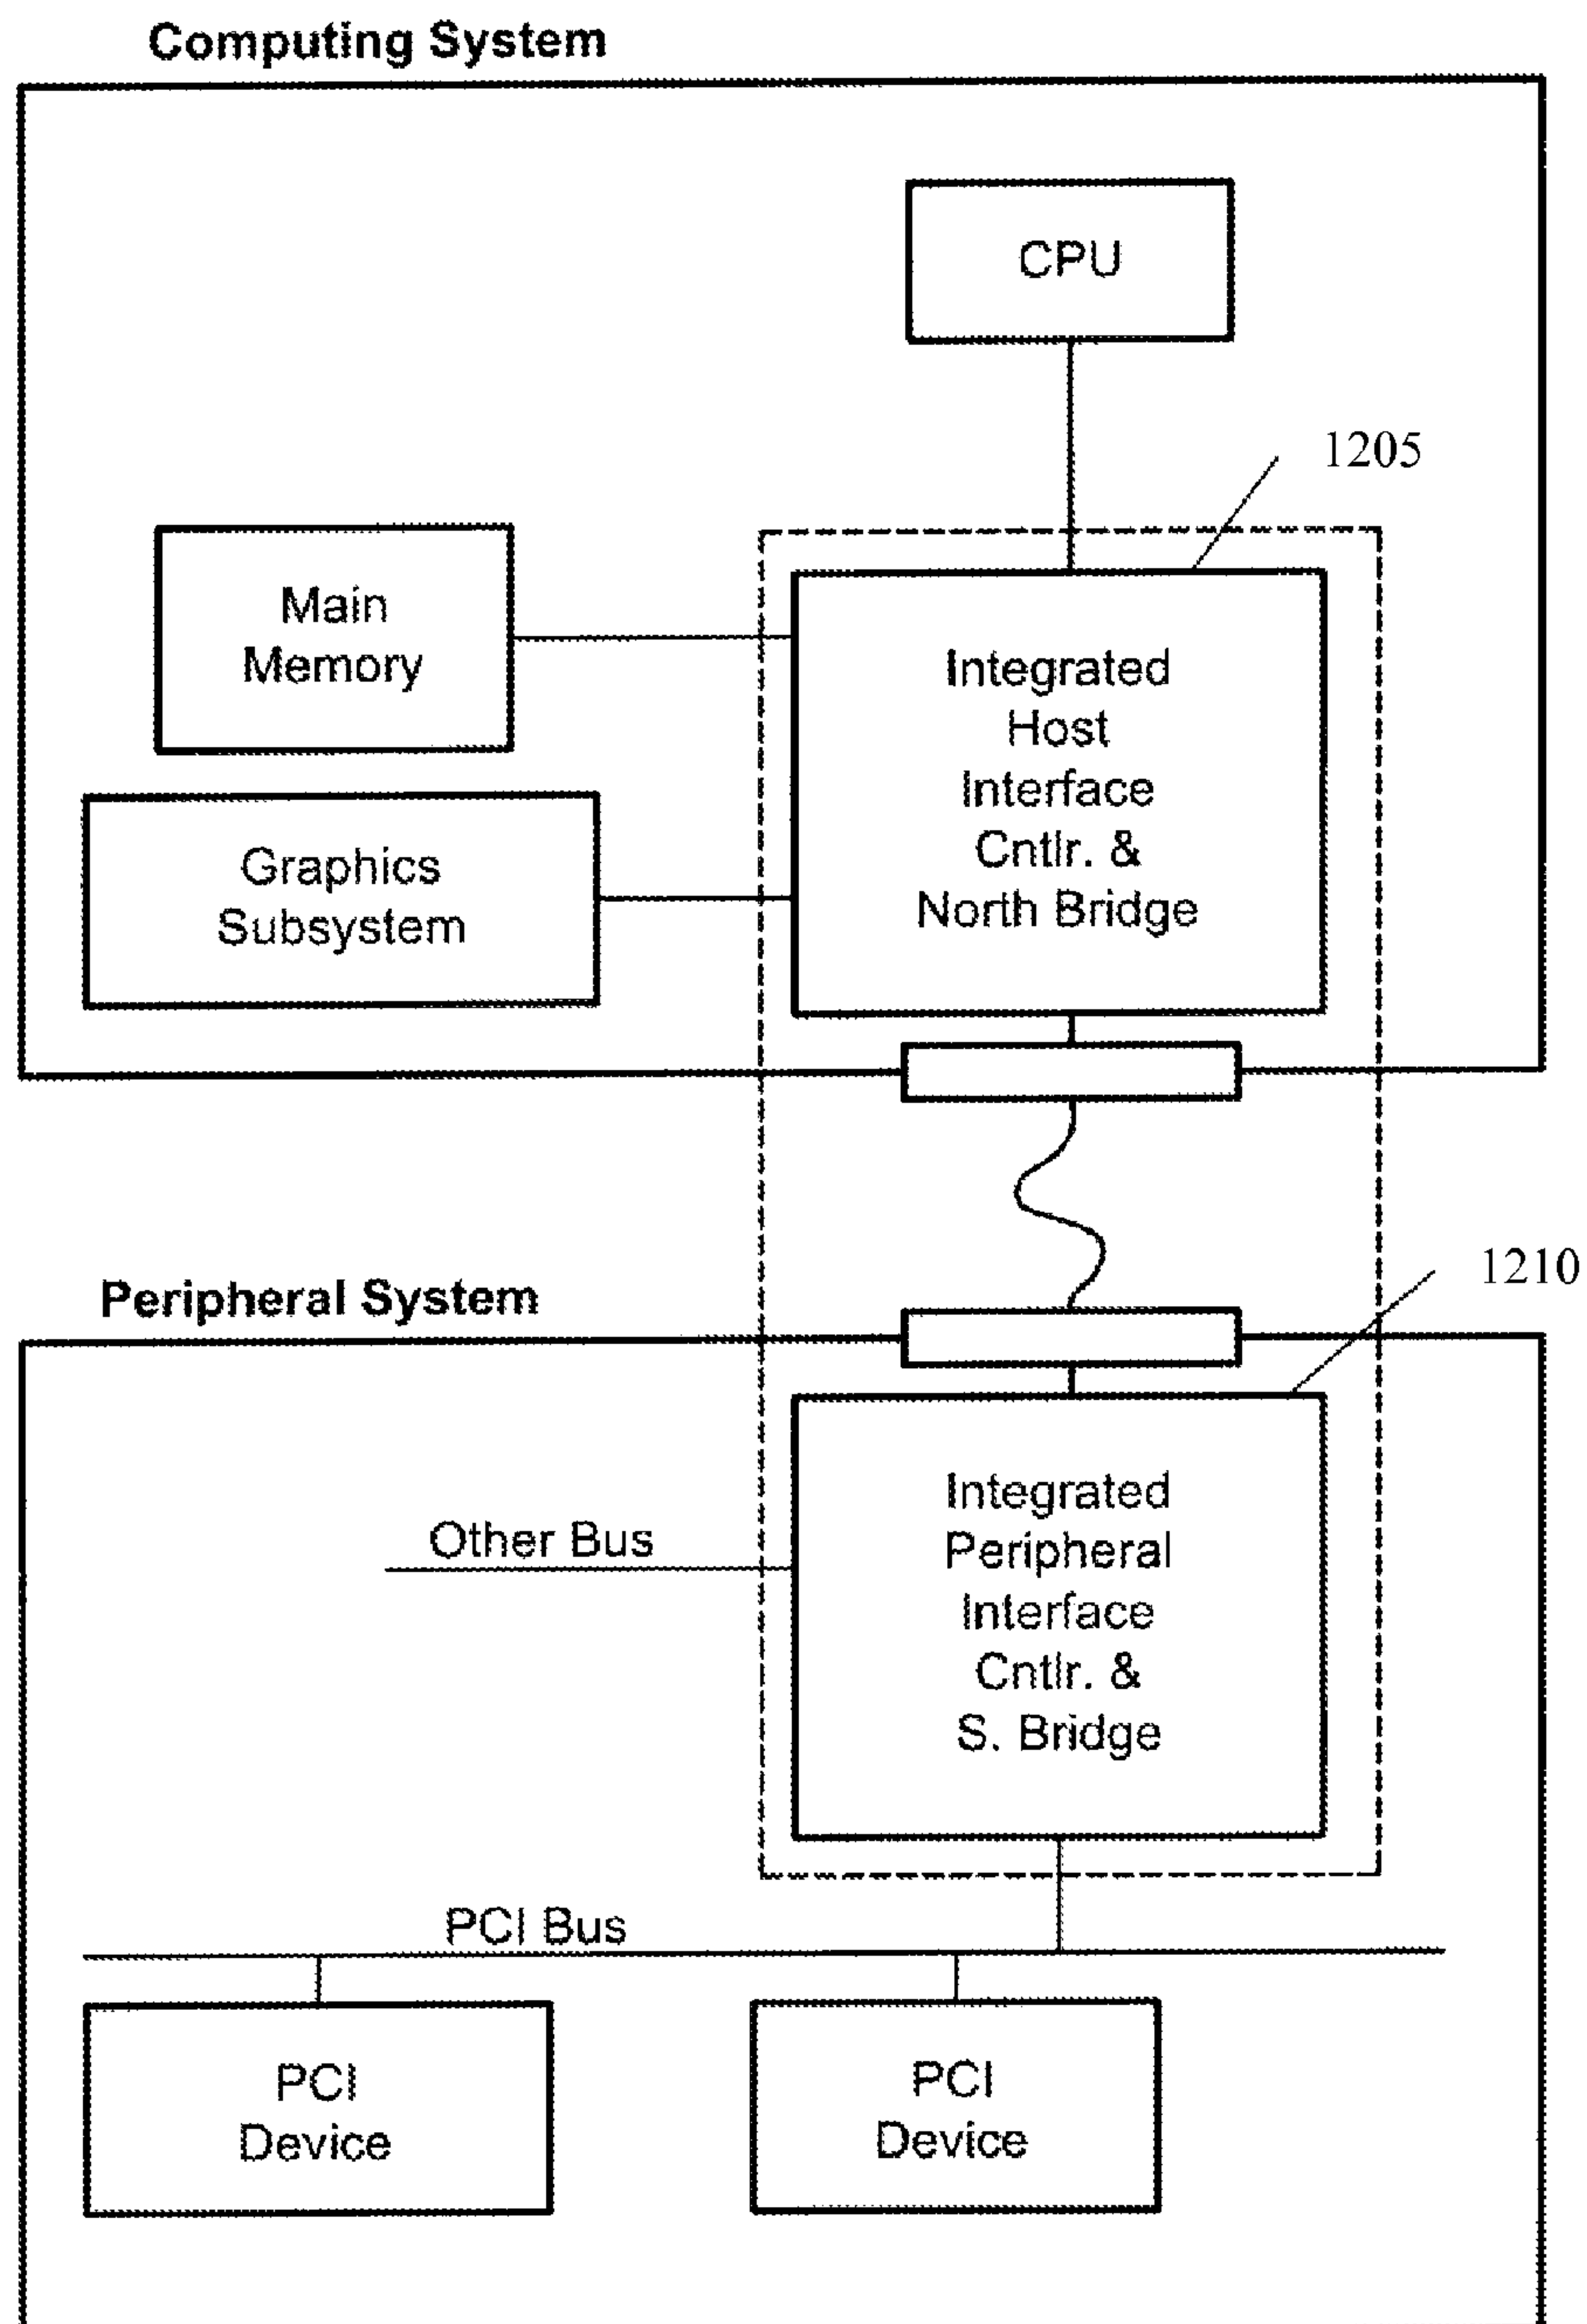 Computing System
CPU
1205
Main
Memory
Integrated
Host
Interface
Cntlr. &
North Bridge
Graphics
Subsystem
1210
Peripheral System
Integrated
Peripheral
Interface
Cntlr. &
S. Bridge
Other Bus
PCI Bus
PCI
Device
PCI
Device